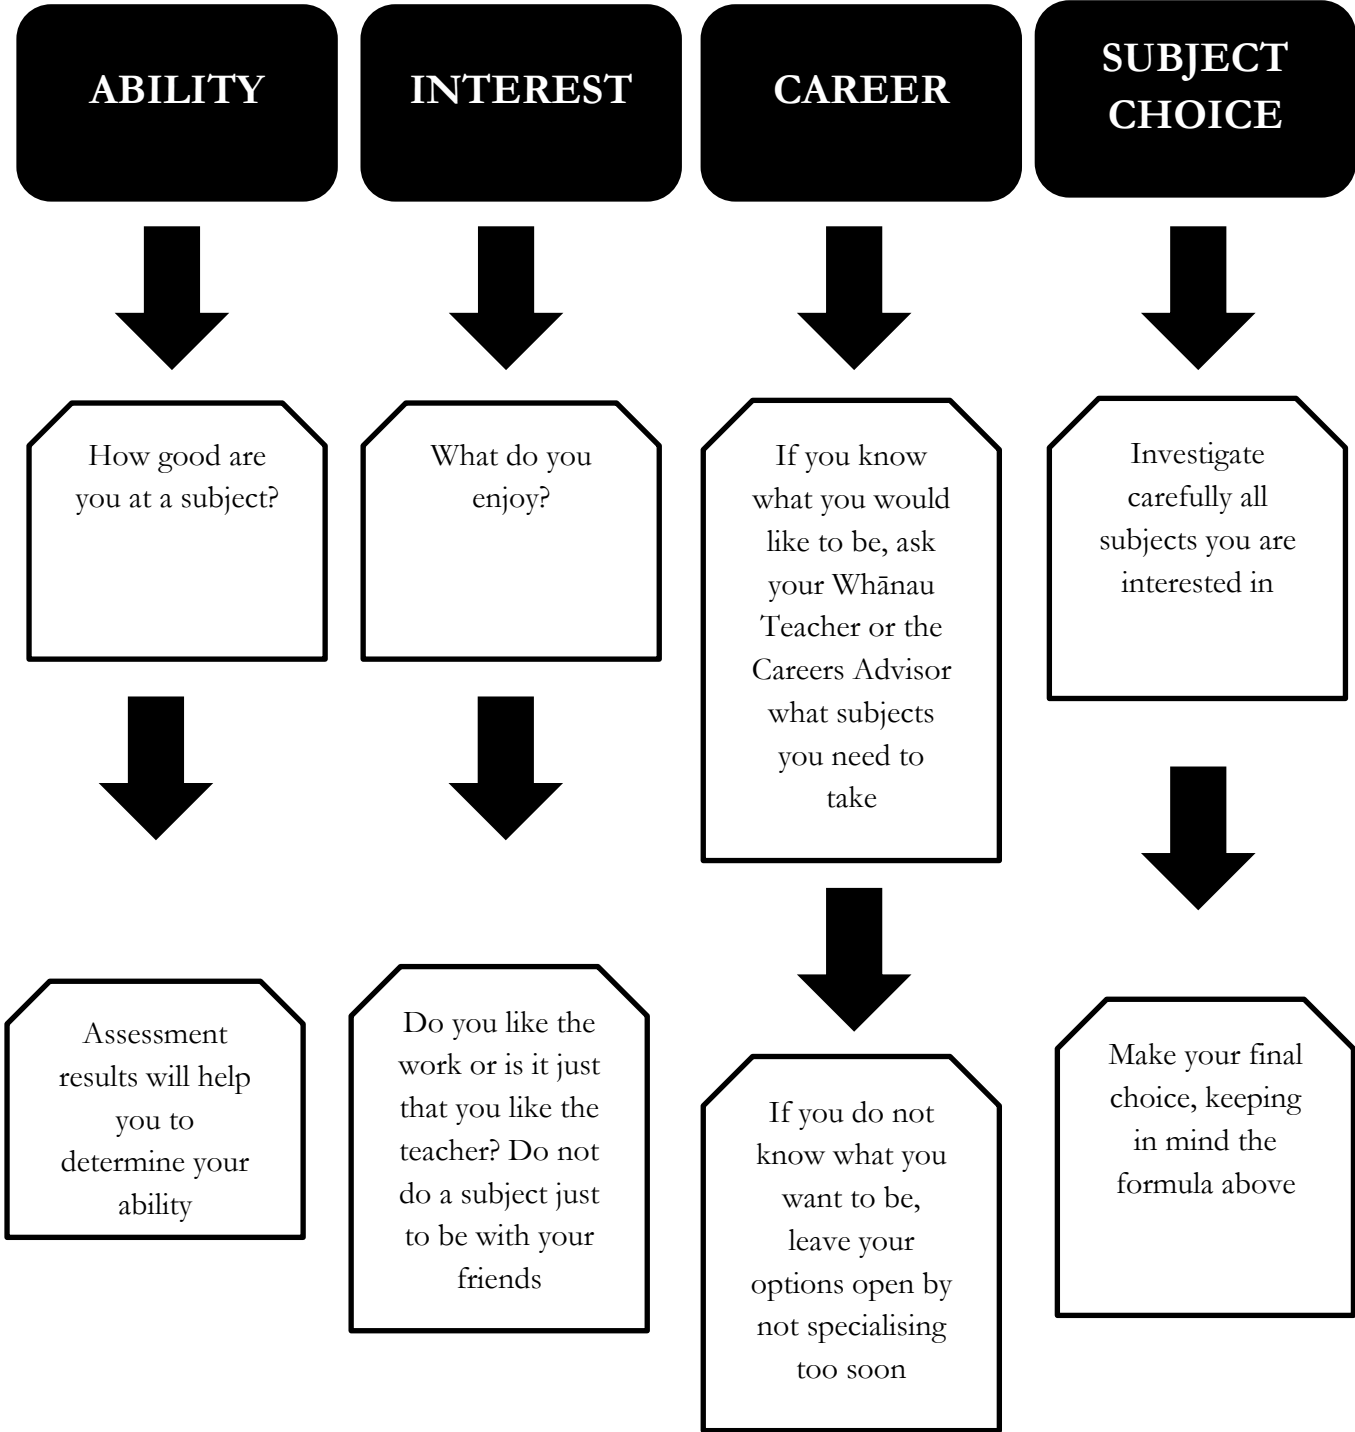 ABILITY
INTEREST
CAREER
SUBJECT
CHOICE
How good are
you at a subject?
What do you
enjoy?
If you know
what you would
like to be, ask
your Whānau
Teacher or the
Careers Advisor
what subjects
you need to
take
Investigate
carefully all
subjects you are
interested in
Assessment
results will help
you to
determine your
ability
Do you like the
work or is it just
that you like the
teacher? Do not
do a subject just
to be with your
friends
If you do not
know what you
want to be,
leave your
options open by
not specialising
too soon
Make your final
choice, keeping
in mind the
formula above